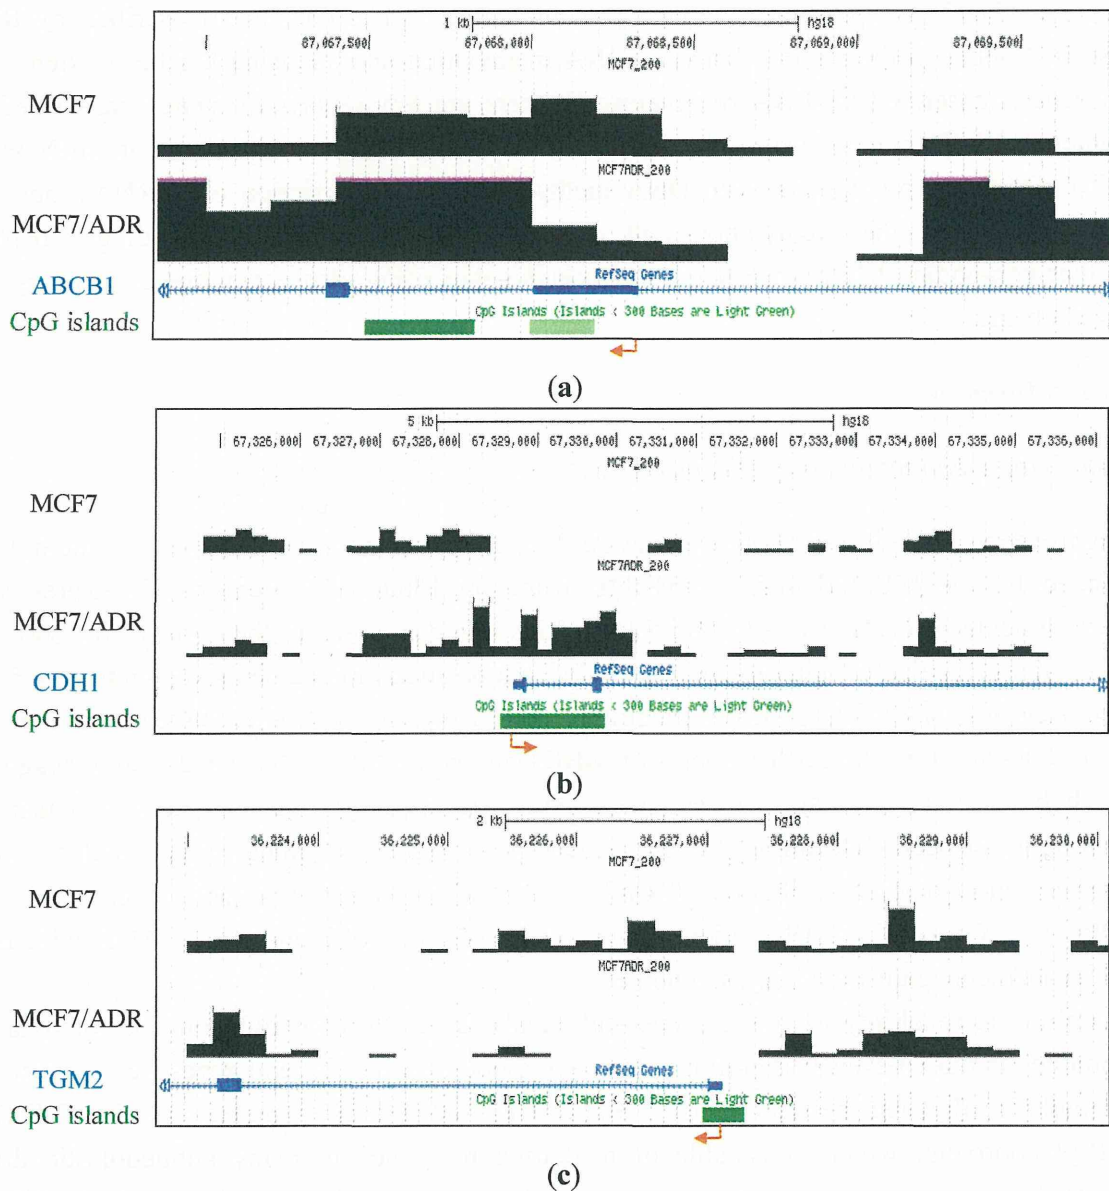 1 kb hg18
67,067,500 67,068,000 67,068,500 67,069,000 67,069,500
MCF7_200
MCF7
MCF7ADR_200
MCF7/ADR
RefSeq Genes
ABCB1
CpG Islands (Islands < 300 Bases are Light Green)
CpG islands
(a)
5 kb hg18
67,326,000 67,327,000 67,328,000 67,329,000 67,330,000 67,331,000 67,332,000 67,333,000 67,334,000 67,335,000 67,336,000
MCF7_200
MCF7
MCF7ADR_200
MCF7/ADR
RefSeq Genes
CDH1
CpG Islands (Islands < 300 Bases are Light Green)
CpG islands
(b)
2 kb hg18
36,224,000 36,225,000 36,226,000 36,227,000 36,228,000 36,229,000 36,230,000
MCF7_200
MCF7
MCF7ADR_200
MCF7/ADR
RefSeq Genes
TGM2
CpG Islands (Islands < 300 Bases are Light Green)
CpG islands
(c)